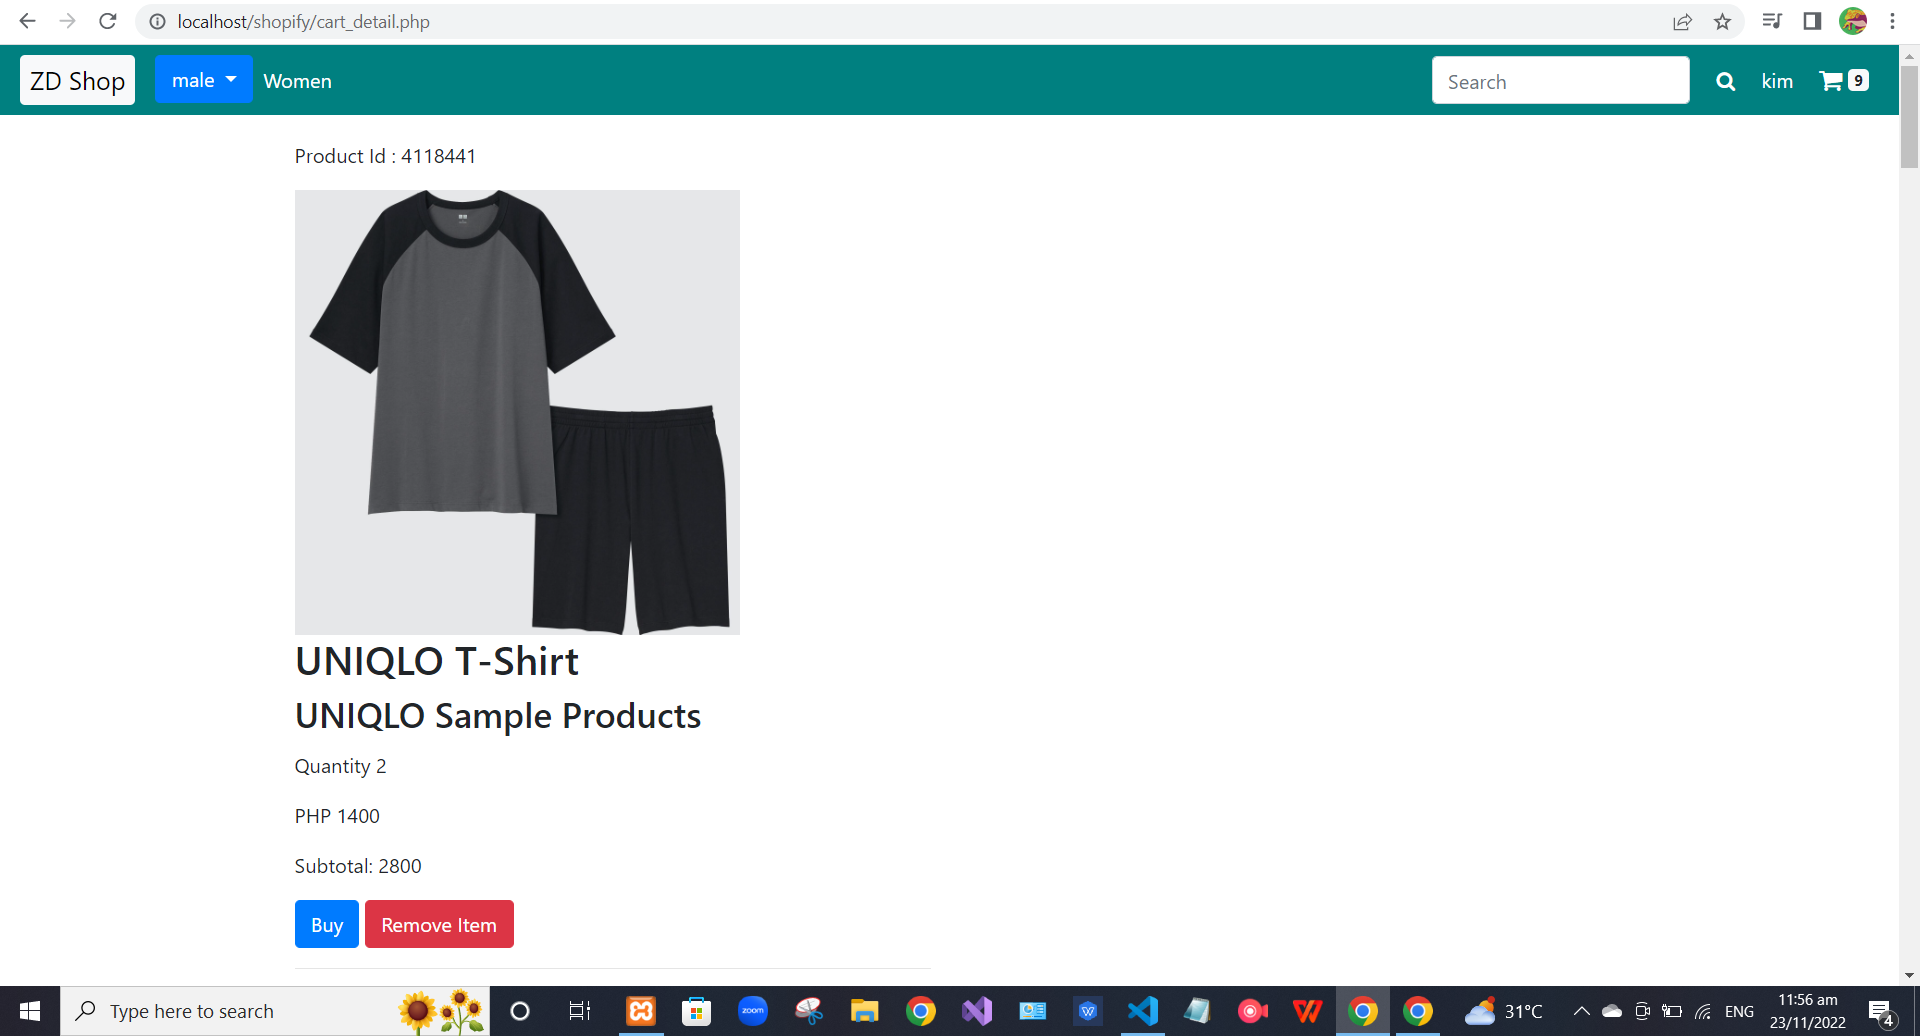 localhost/shopify/cart_detail.php
ZD Shop
male
Women
Search
kim
9
Product Id : 4118441
UNIQLO T-Shirt
UNIQLO Sample Products
Quantity 2
PHP 1400
Subtotal: 2800
Buy
Remove Item
Type here to search
zoom
31°C
ENG
11:56 am
23/11/2022
4